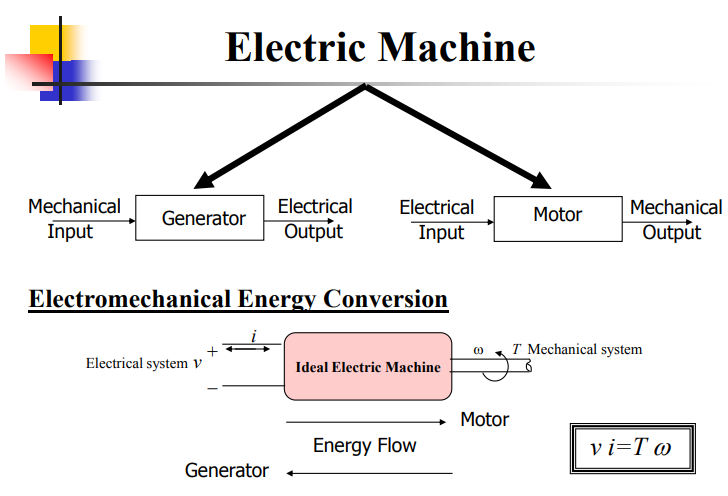 Electric Machine
Mechanical
Input
Generator
Electrical
Output
Electrical
Input
Motor
Mechanical
Output
Electromechanical Energy Conversion
i
+
Electrical system v
−
Ideal Electric Machine
ω
T Mechanical system
Motor
Energy Flow
Generator
v i=T ω